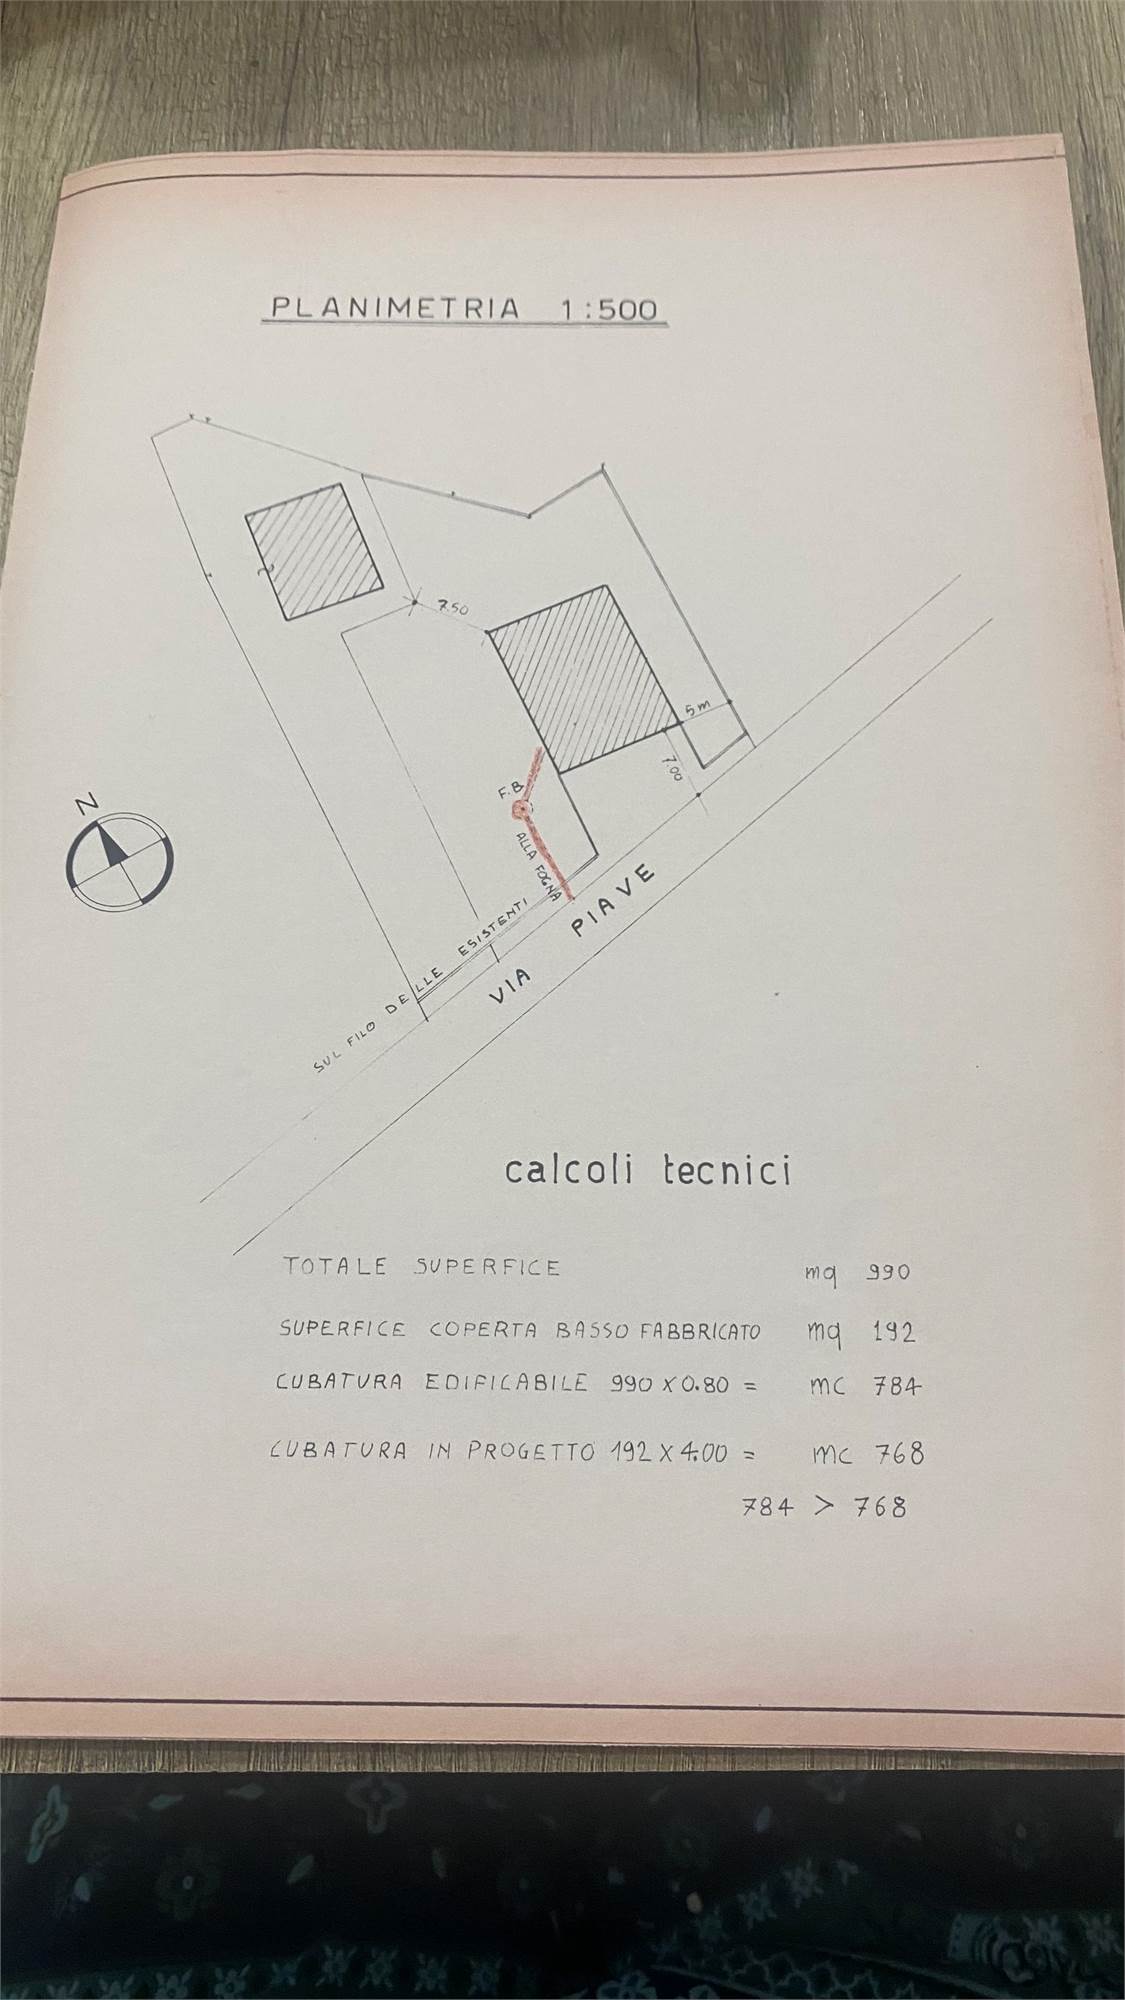 PLANIMETRIA 1:500
7.50
5 m
7.00
F.B.
ALLA FOGNA
N
SUL FILO DELLE ESISTENTI
VIA PIAVE
calcoli tecnici
TOTALE SUPERFICE mq 990
SUPERFICE COPERTA BASSO FABBRICATO mq 192
CUBATURA EDIFICABILE 990 X 0.80 = mc 784
CUBATURA IN PROGETTO 192 X 4.00 = mc 768
784 > 768